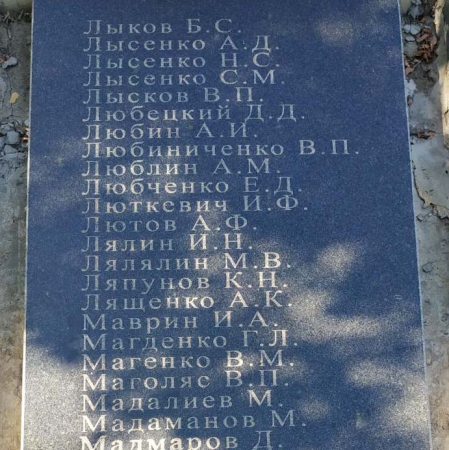 Лыков Б.С.
Лысенко А.Д.
Лысенко Н.С.
Лысенко С.М.
Лысков В.П.
Любецкий Д.Д.
Любин А.И.
Любиниченко В.П.
Люблин А.М.
Любченко Е.Д.
Люткевич И.Ф.
Лютов А.Ф.
Лялин И.Н.
Лялялин М.В.
Ляпунов К.Н.
Лященко А.К.
Маврин И.А.
Магденко Г.Л.
Магенко В.М.
Маголяс В.П.
Мадалиев М.
Мадаманов М.
Мадмаров Д.